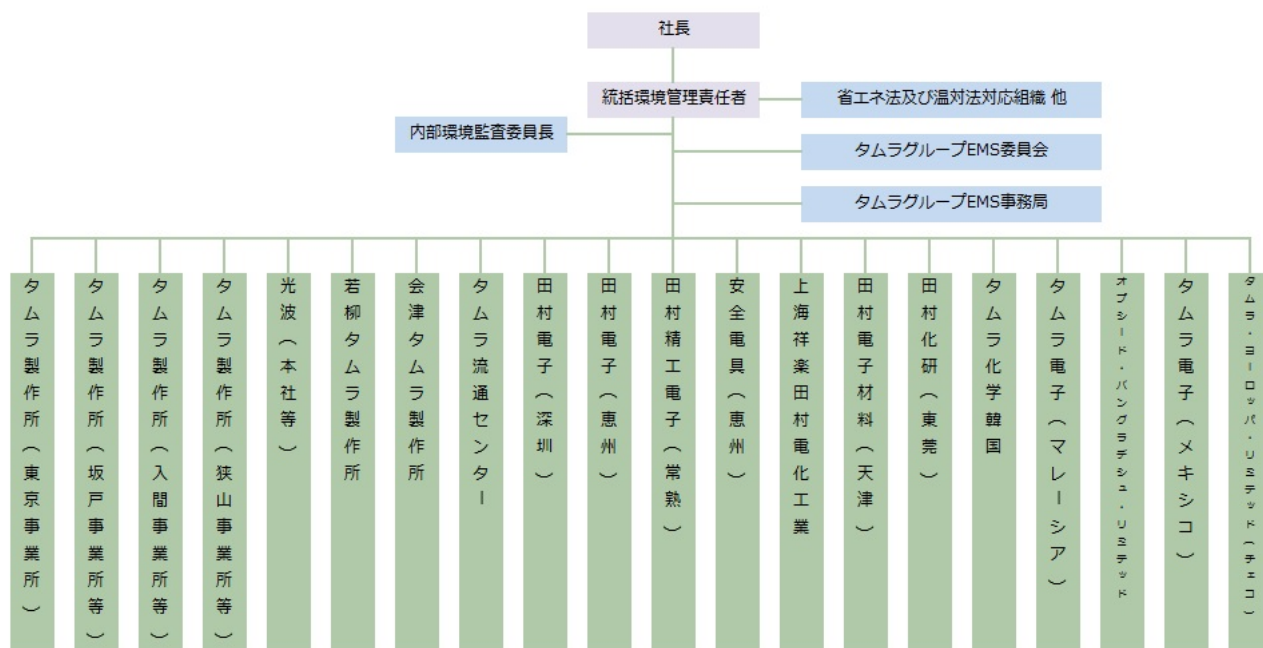 社長
統括環境管理責任者
省エネ法及び温対法対応組織 他
内部環境監査委員長
タムラグループEMS委員会
タムラグループEMS事務局
タムラ製作所（東京事業所）
タムラ製作所（坂戸事業所等）
タムラ製作所（入間事業所等）
タムラ製作所（狭山事業所等）
光波（本社等）
若柳タムラ製作所
会津タムラ製作所
タムラ流通センター
田村電子（深圳）
田村電子（恵州）
田村精工電子（常熟）
安全電具（恵州）
上海祥楽田村電化工業
田村電子材料（天津）
田村化研（東莞）
タムラ化学韓国
タムラ電子（マレーシア）
オプシード・バングラデシュ・リミテッド
タムラ電子（メキシコ）
タムラ・ヨーロッパ・リミテッド（チェコ）